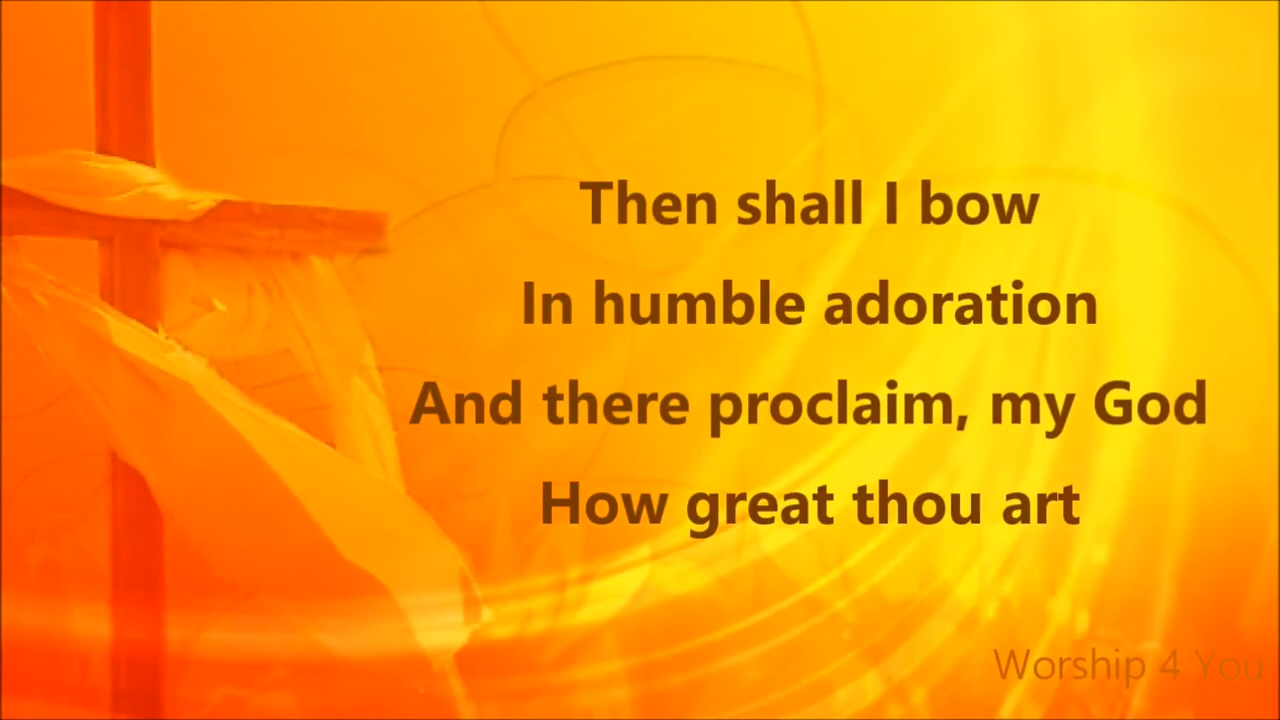 Then shall I bow
In humble adoration
And there proclaim, my God
How great thou art
Worship 4 You